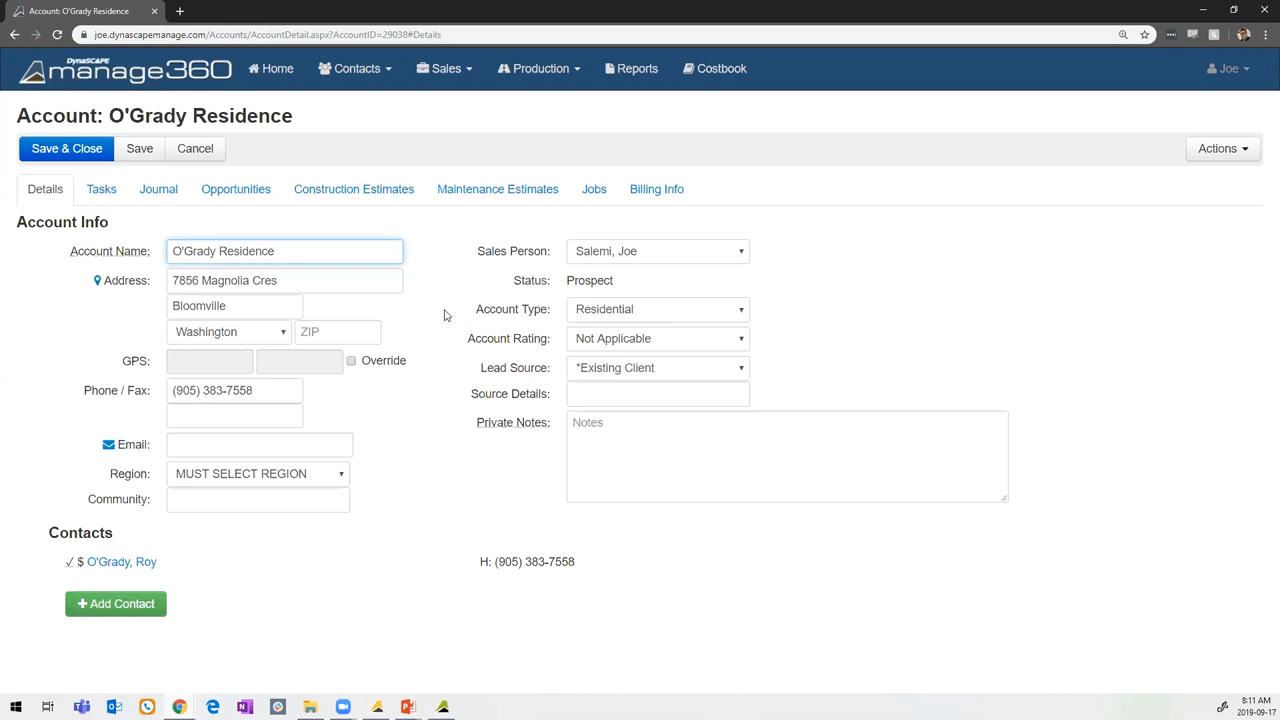 Account: O'Grady Residence
joe.dynascapemanage.com/Accounts/AccountDetail.aspx?AccountID=29038#Details
DynaSCAPE
manage360
Home
Contacts
Sales
Production
Reports
Costbook
Joe
Account: O'Grady Residence
Save & Close
Save
Cancel
Actions
Details
Tasks
Journal
Opportunities
Construction Estimates
Maintenance Estimates
Jobs
Billing Info
Account Info
Account Name: O'Grady Residence
Address: 7856 Magnolia Cres
Bloomville
Washington ZIP
GPS: Override
Phone / Fax: (905) 383-7558
Email:
Region: MUST SELECT REGION
Community:
Sales Person: Salemi, Joe
Status: Prospect
Account Type: Residential
Account Rating: Not Applicable
Lead Source: *Existing Client
Source Details:
Private Notes: Notes
Contacts
✓ $ O'Grady, Roy H: (905) 383-7558
+ Add Contact
8:11 AM
2019-09-17